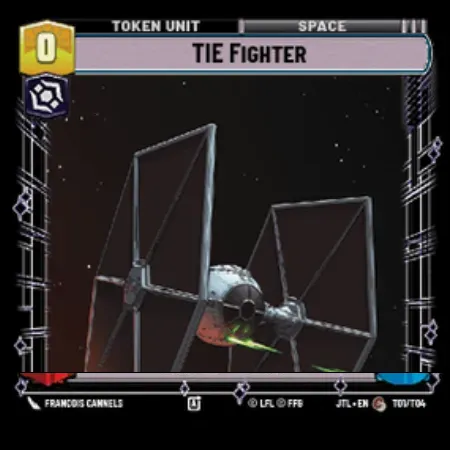 TOKEN UNIT
SPACE
0
TIE FIGHTER
FRANCOIS CANNELS
© LFL © FFG
JTL • EN
T01/T04